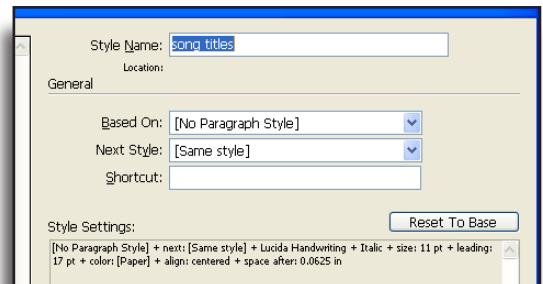 Style Name: song titles
Location:
General
Based On: [No Paragraph Style]
Next Style: [Same style]
Shortcut:
Style Settings: Reset To Base
[No Paragraph Style] + next: [Same style] + Lucida Handwriting + Italic + size: 11 pt + leading:
17 pt + color: [Paper] + align: centered + space after: 0.0625 in